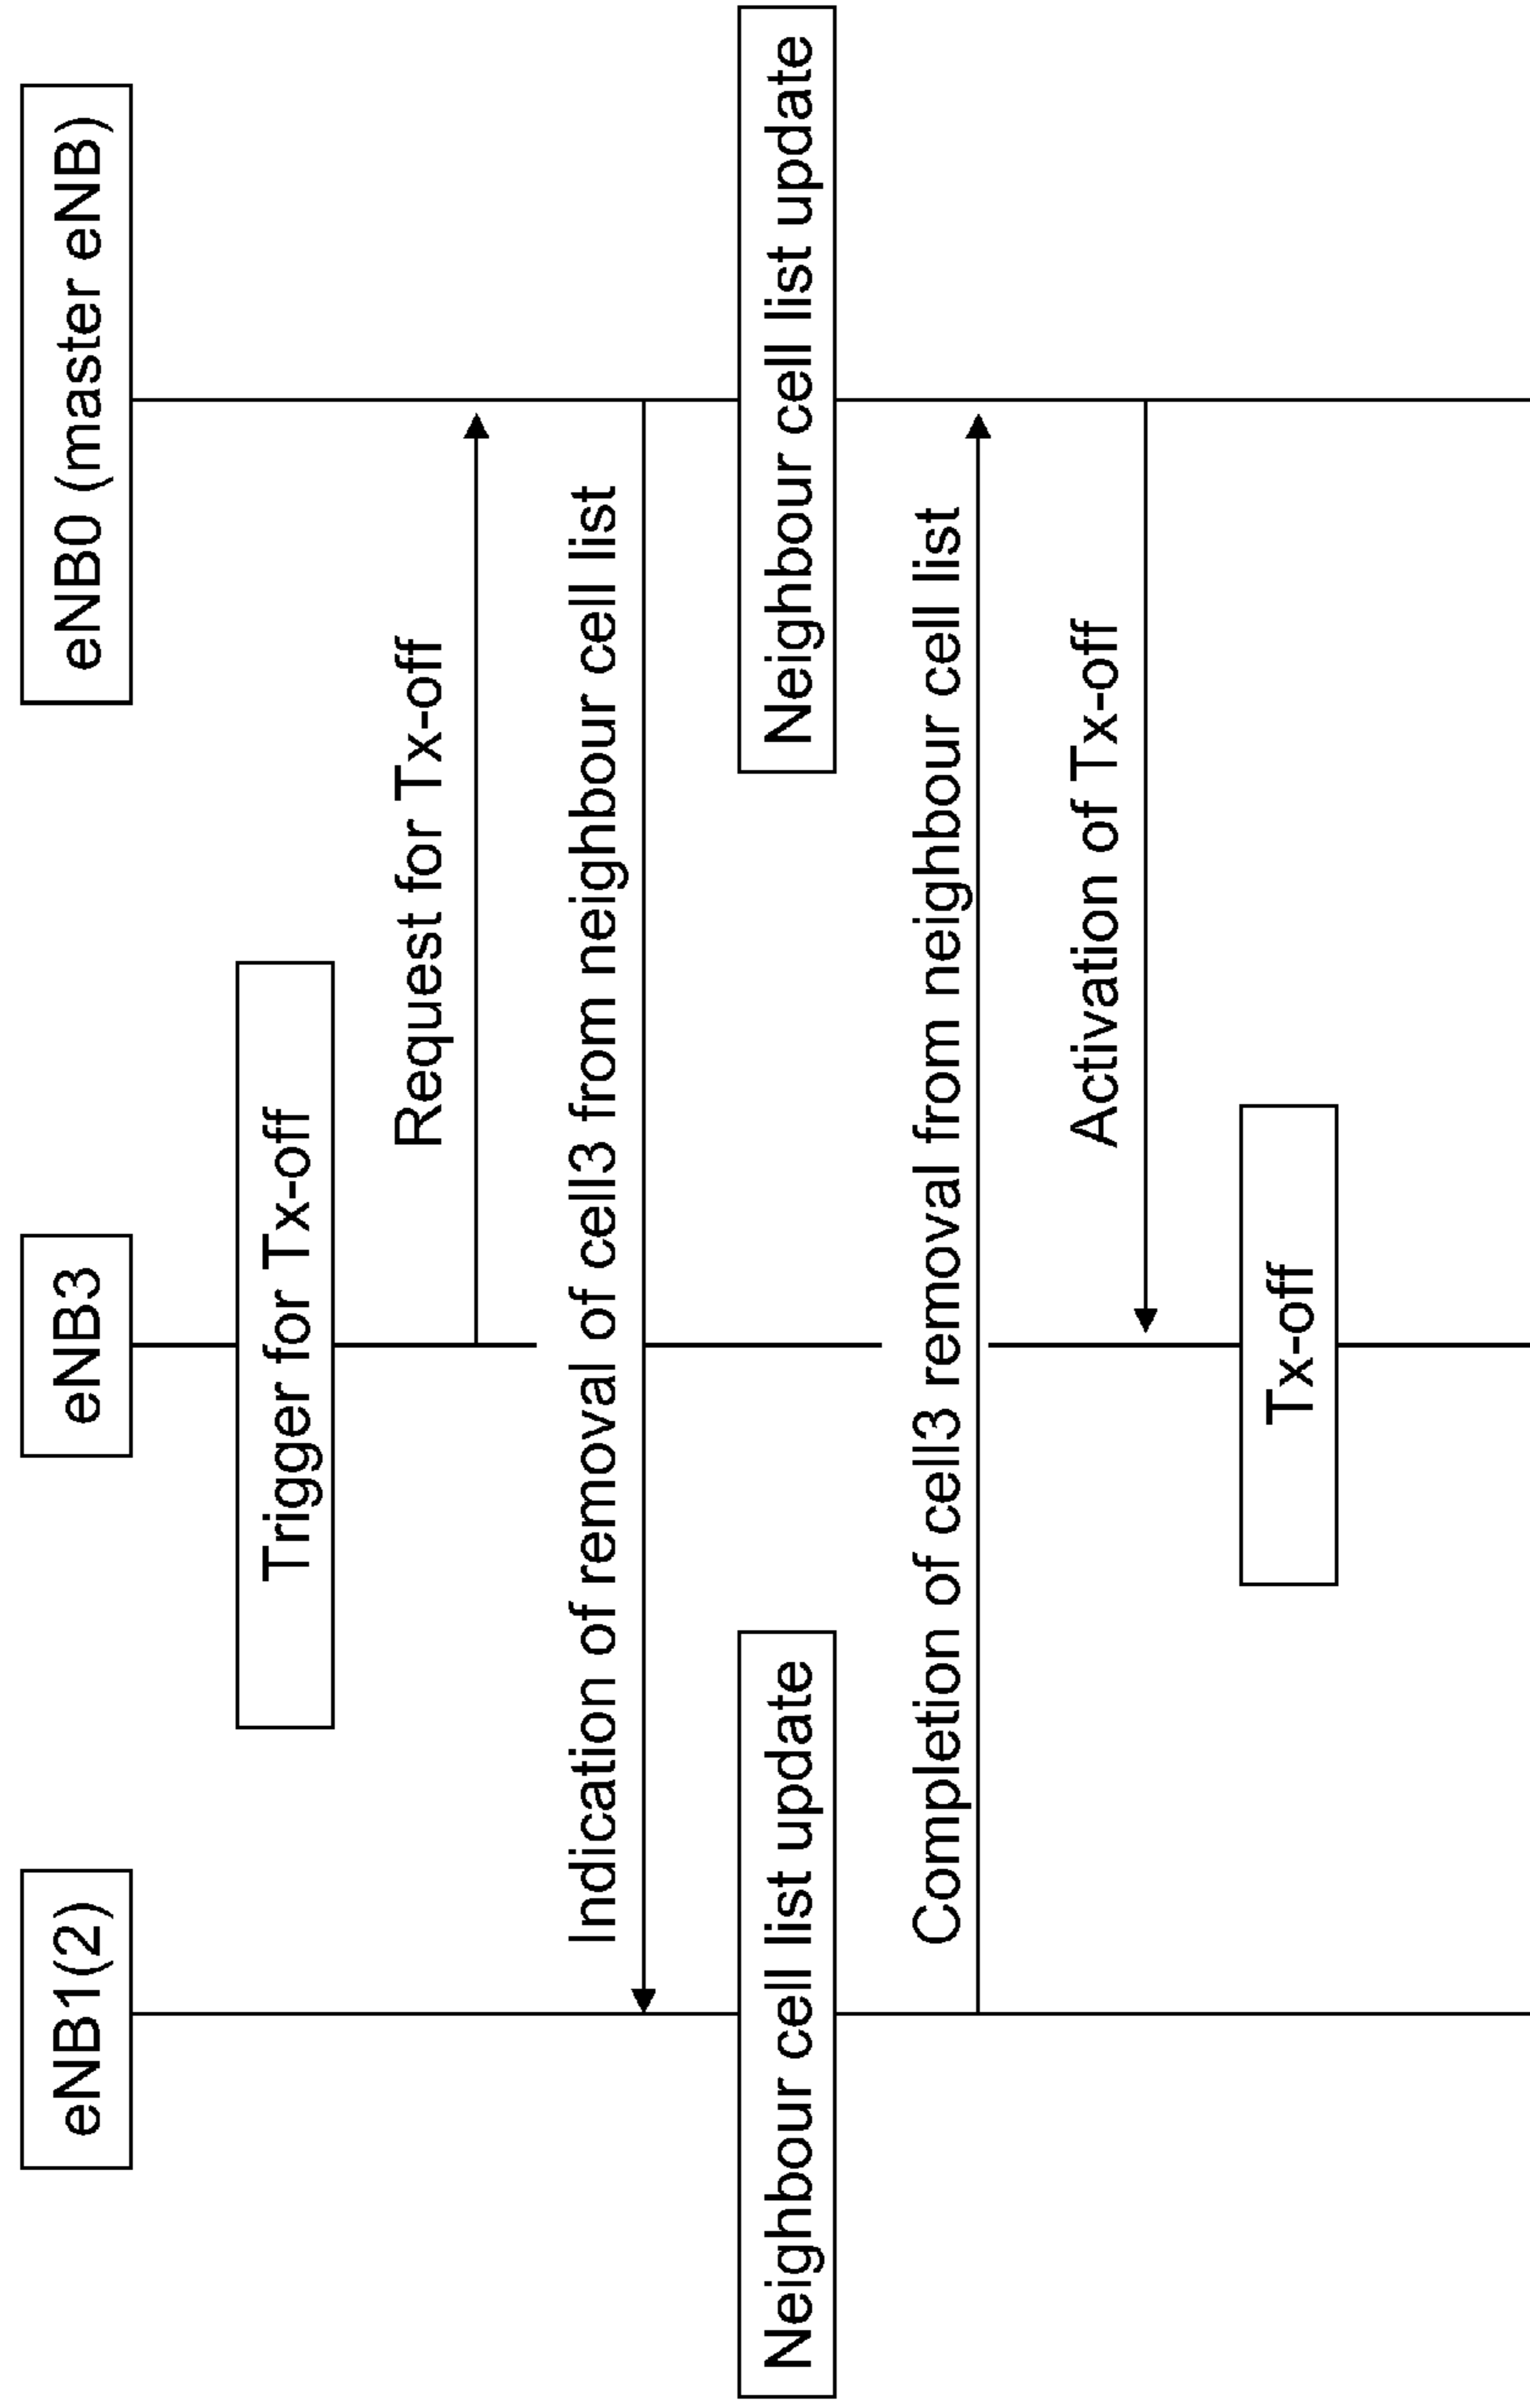 eNB1(2)
eNB3
eNB0 (master eNB)
Trigger for Tx-off
Request for Tx-off
Indication of removal of cell3 from neighbour cell list
Neighbour cell list update
Neighbour cell list update
Completion of cell3 removal from neighbour cell list
Activation of Tx-off
Tx-off